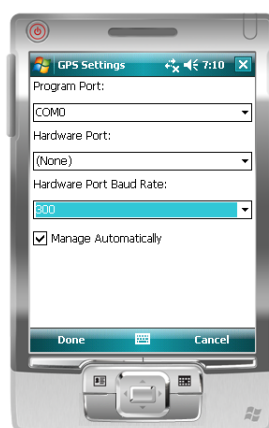 GPS Settings 7:10
Program Port:
COM0
Hardware Port:
(None)
Hardware Port Baud Rate:
300
Manage Automatically
Done Cancel